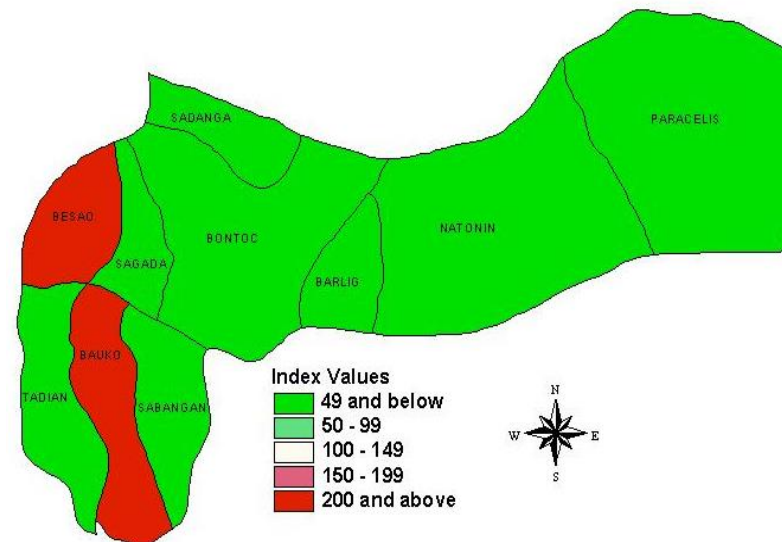 SADANGA
PARACELIS
BESAO
NATONIN
BONTOC
SAGADA
BARLIG
BAUKO
TADIAN
SABANGAN
Index Values
49 and below
50 - 99
100 - 149
150 - 199
200 and above
N
W E
S